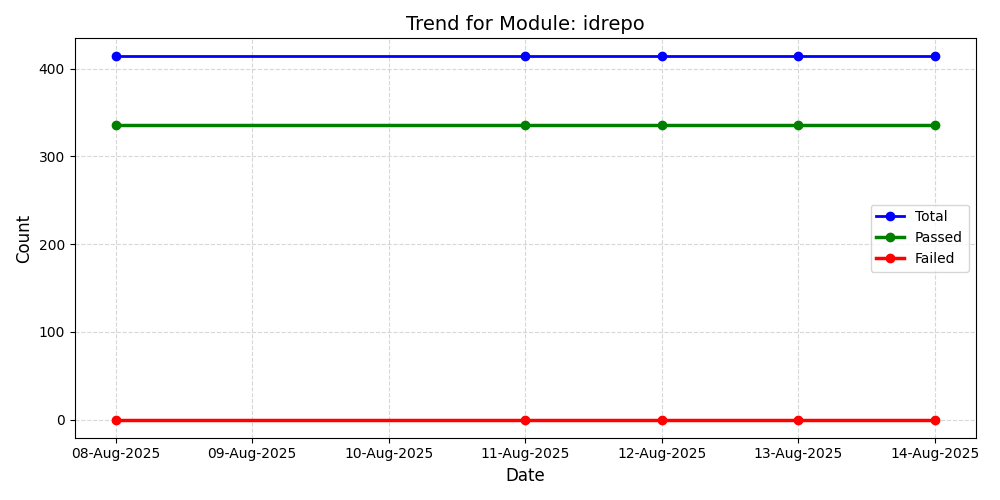 Trend for Module: idrepo
Count
400
300
200
100
0
Total
Passed
Failed
08-Aug-2025
09-Aug-2025
10-Aug-2025
11-Aug-2025
12-Aug-2025
13-Aug-2025
14-Aug-2025
Date